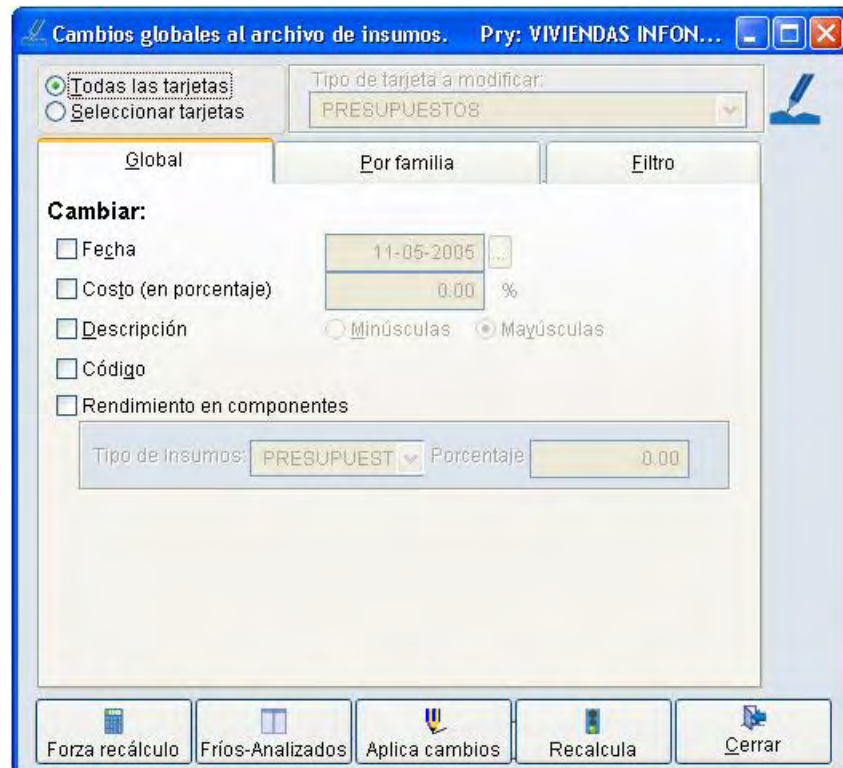 Cambios globales al archivo de insumos. Pry: VIVIENDAS INFON...
Todas las tarjetas
Seleccionar tarjetas
Tipo de tarjeta a modificar:
PRESUPUESTOS
Global
Por familia
Filtro
Cambiar:
Fecha 11-05-2005 ...
Costo (en porcentaje) 0.00 %
Descripción Minúsculas Mayúsculas
Código
Rendimiento en componentes
Tipo de Insumos: PRESUPUEST Porcentaje 0.00
Forza recálculo Fríos-Analizados Aplica cambios Recalcula Cerrar